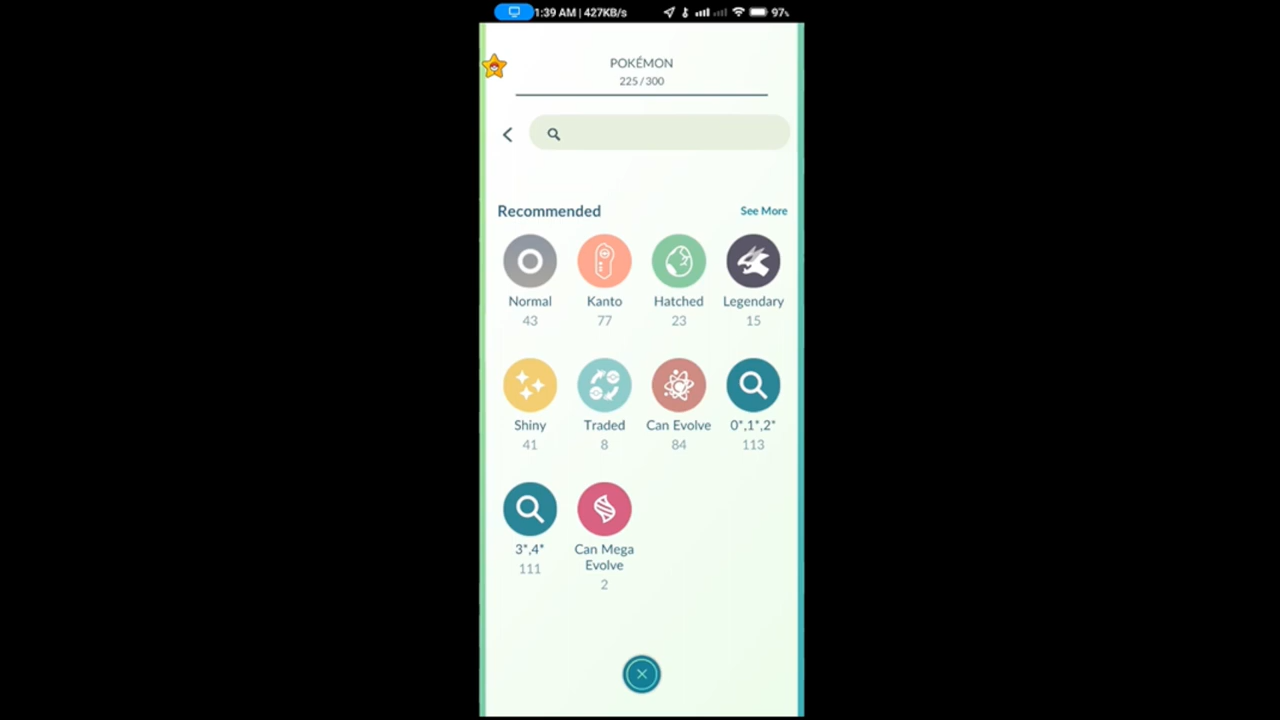 1:39 AM | 427KB/s 97%
POKÉMON
225 / 300
Recommended See More
Normal Kanto Hatched Legendary
43 77 23 15
Shiny Traded Can Evolve 0*,1*,2*
41 8 84 113
3*,4* Can Mega
Evolve
111
2